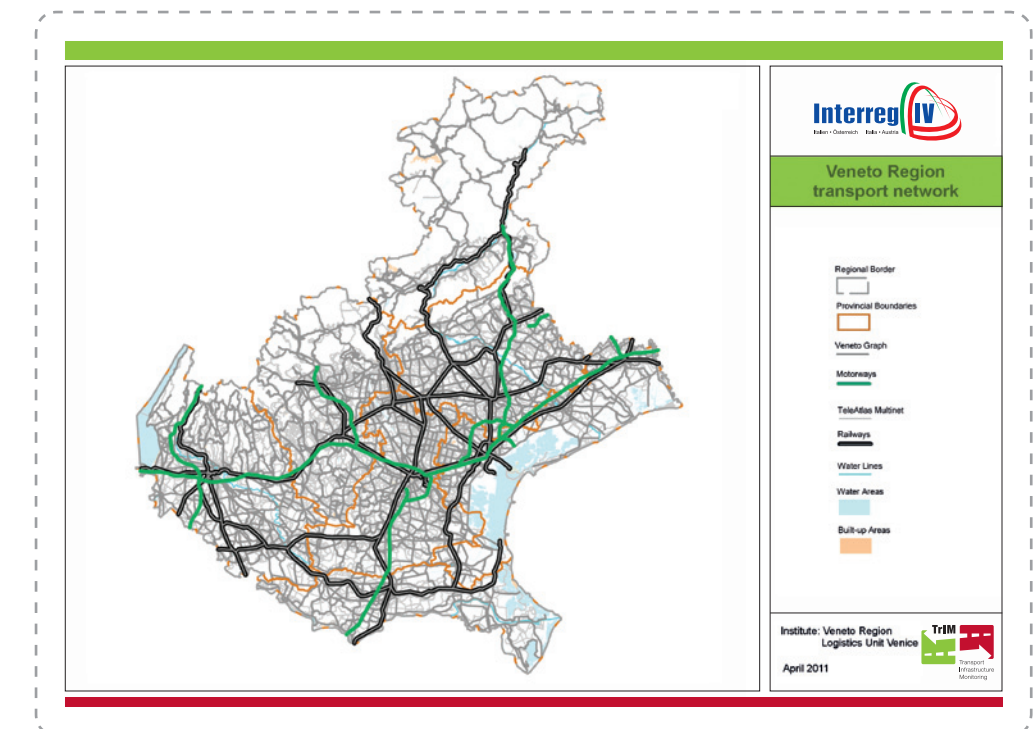 Interreg IV
Italien • Österreich Italia • Austria
Veneto Region
transport network
Regional Border
Provincial Boundaries
Veneto Graph
Motorways
TeleAtlas Multinet
Railways
Water Lines
Water Areas
Built-up Areas
Institute: Veneto Region
Logistics Unit Venice
April 2011
TrIM
Transport
Infrastructure
Monitoring